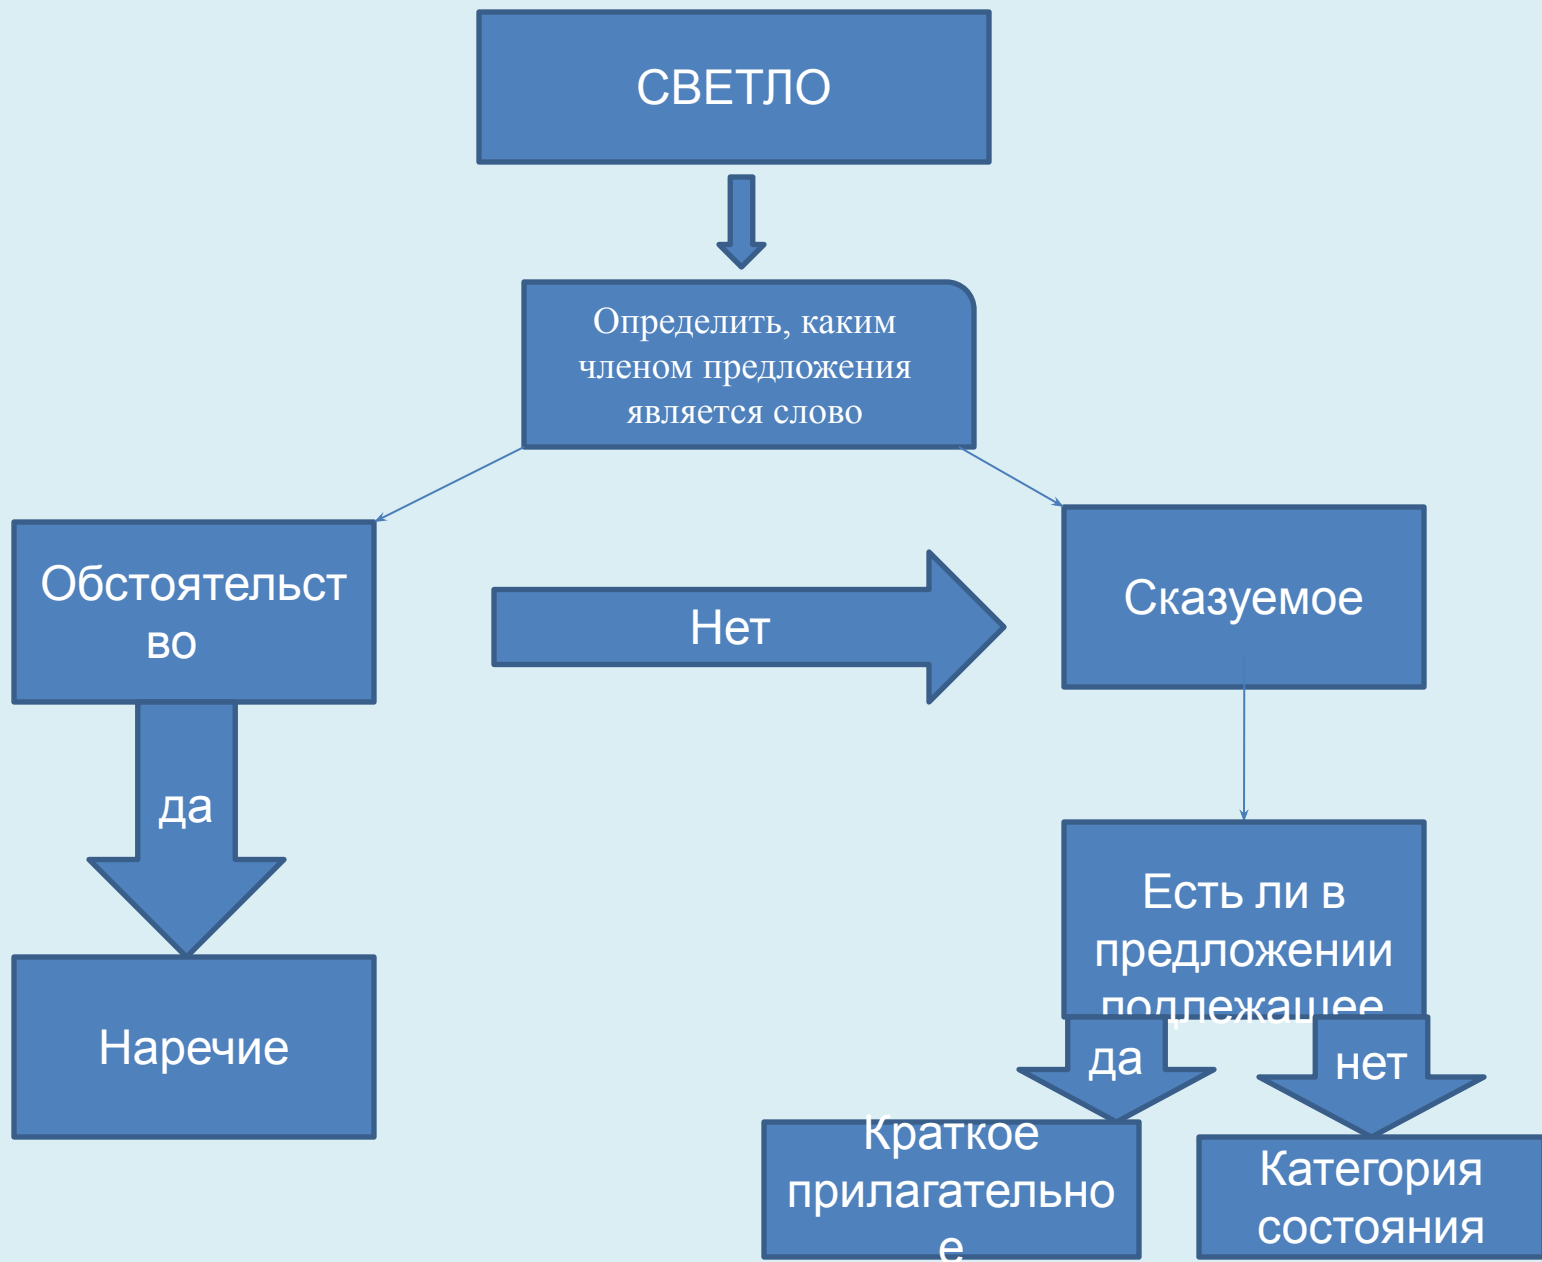 СВЕТЛО
Определить, каким
членом предложения
является слово
Обстоятельст
во
Нет
Сказуемое
да
Наречие
Есть ли в
предложении
подлежащее
да
нет
Краткое
прилагательно
е
Категория
состояния